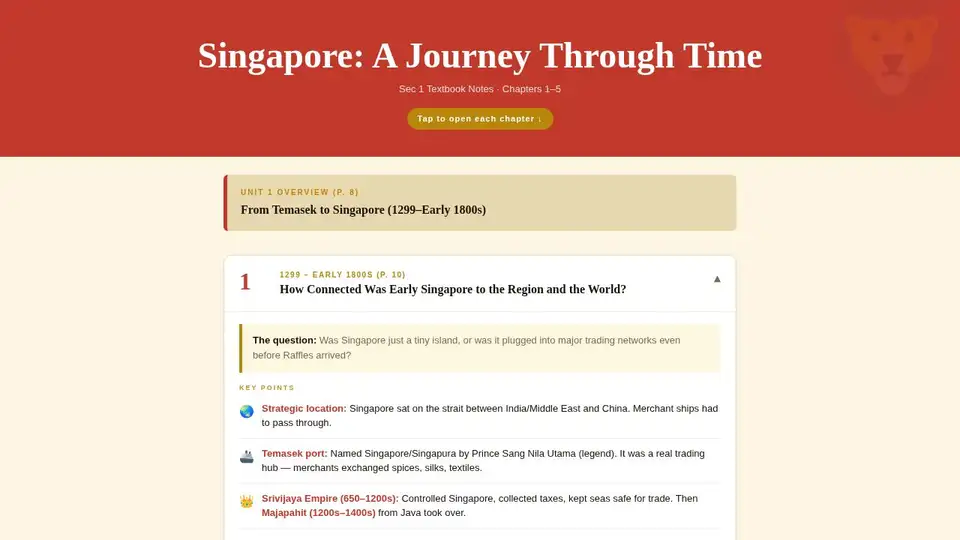 Singapore: A Journey Through Time
Sec 1 Textbook Notes · Chapters 1–5
Tap to open each chapter ↓
UNIT 1 OVERVIEW (P. 8)
From Temasek to Singapore (1299–Early 1800s)
1
1299 – EARLY 1800S (P. 10)
How Connected Was Early Singapore to the Region and the World?
The question: Was Singapore just a tiny island, or was it plugged into major trading networks even
before Raffles arrived?
KEY POINTS
Strategic location: Singapore sat on the strait between India/Middle East and China. Merchant ships had
to pass through.
Temasek port: Named Singapore/Singapura by Prince Sang Nila Utama (legend). It was a real trading
hub — merchants exchanged spices, silks, textiles.
Srivijaya Empire (650–1200s): Controlled Singapore, collected taxes, kept seas safe for trade. Then
Majapahit (1200s–1400s) from Java took over.